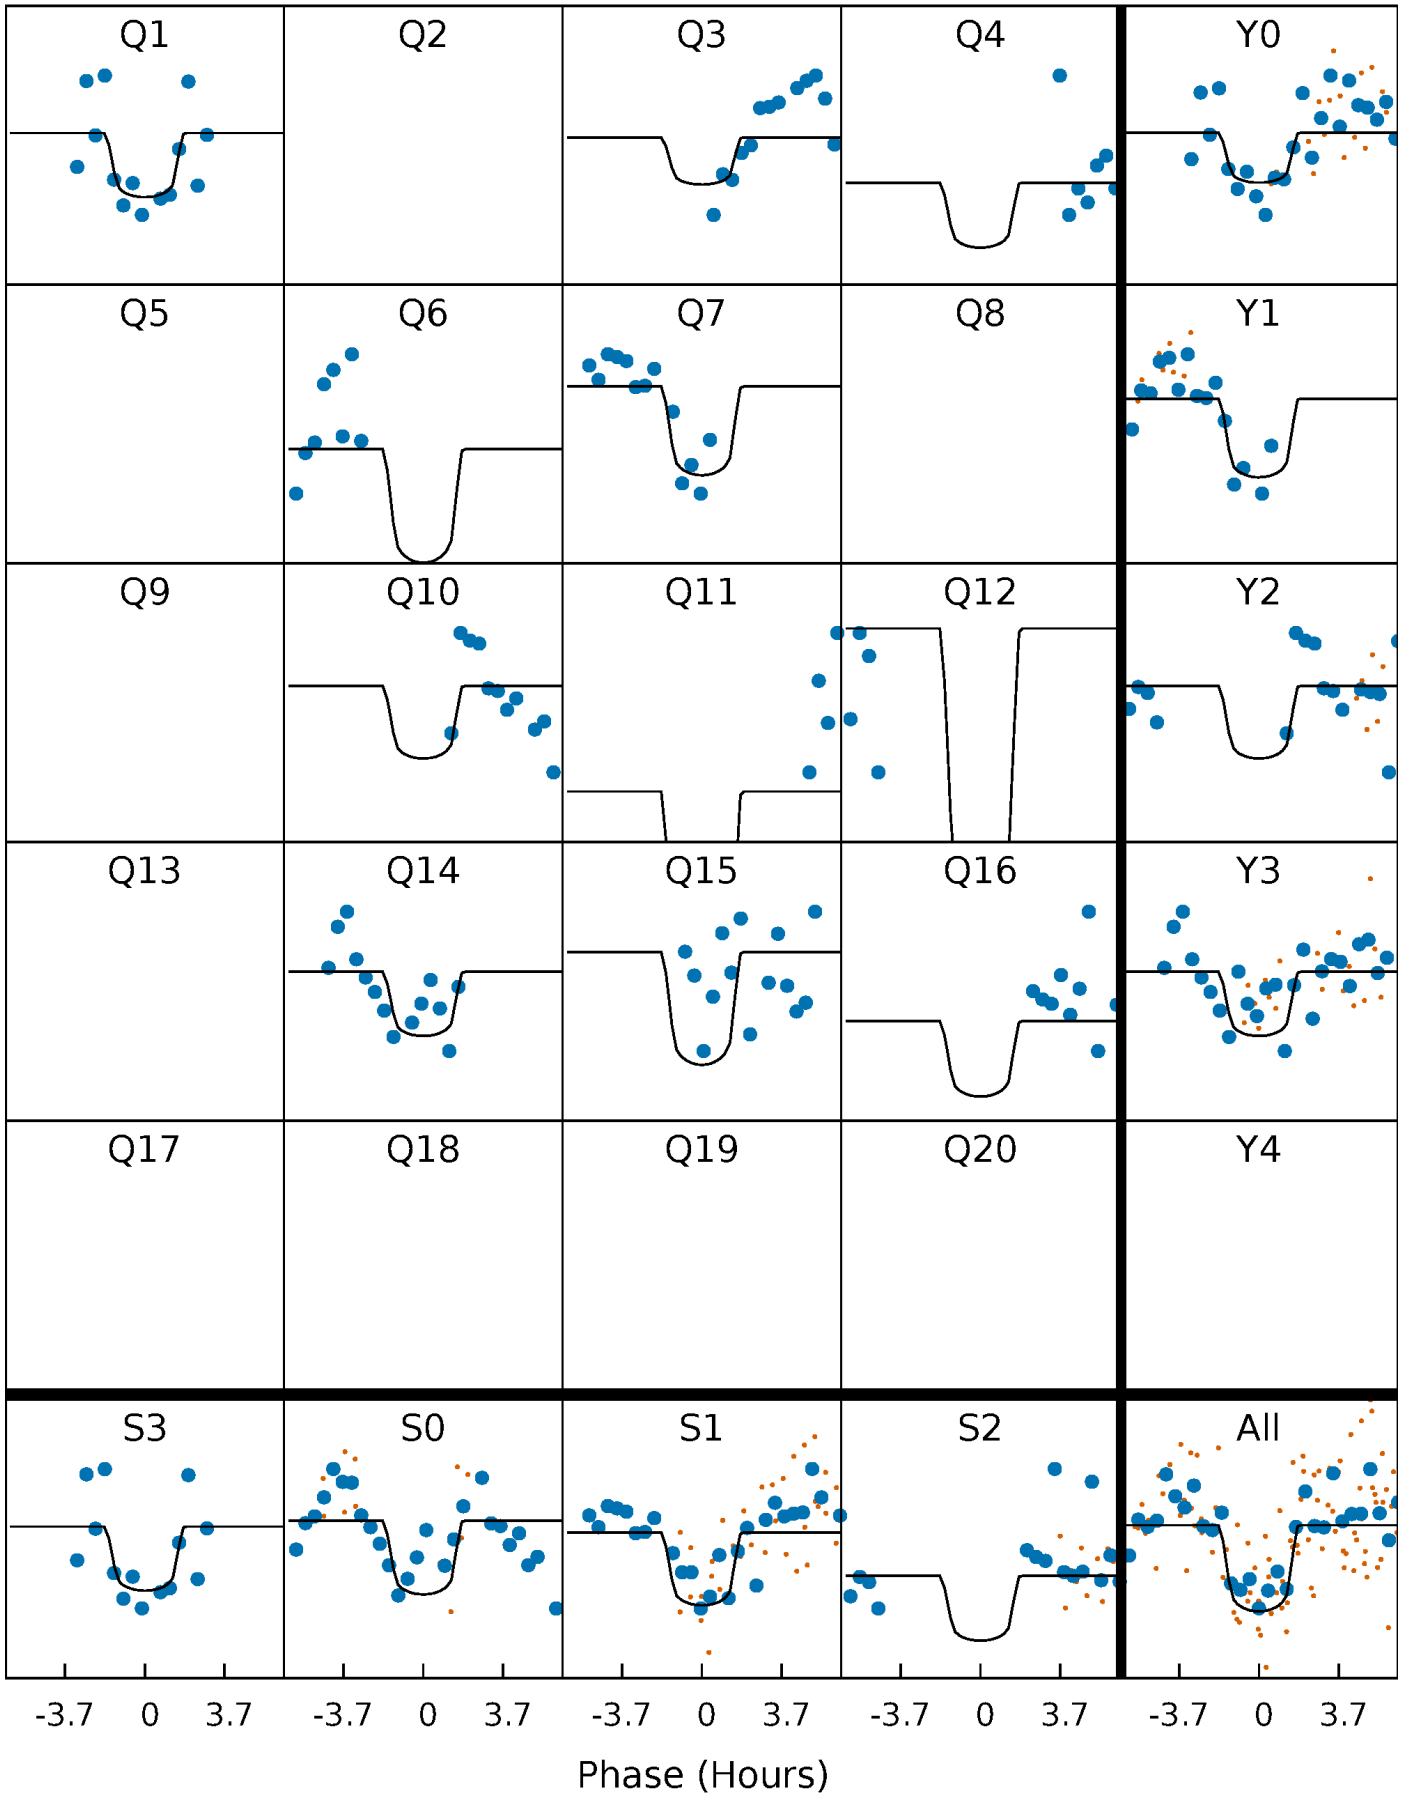 Q1 Q2 Q3 Q4 Y0
Q5 Q6 Q7 Q8 Y1
Q9 Q10 Q11 Q12 Y2
Q13 Q14 Q15 Q16 Y3
Q17 Q18 Q19 Q20 Y4
S3 S0 S1 S2 All
-3.7 0 3.7 -3.7 0 3.7 -3.7 0 3.7 -3.7 0 3.7 -3.7 0 3.7
Phase (Hours)